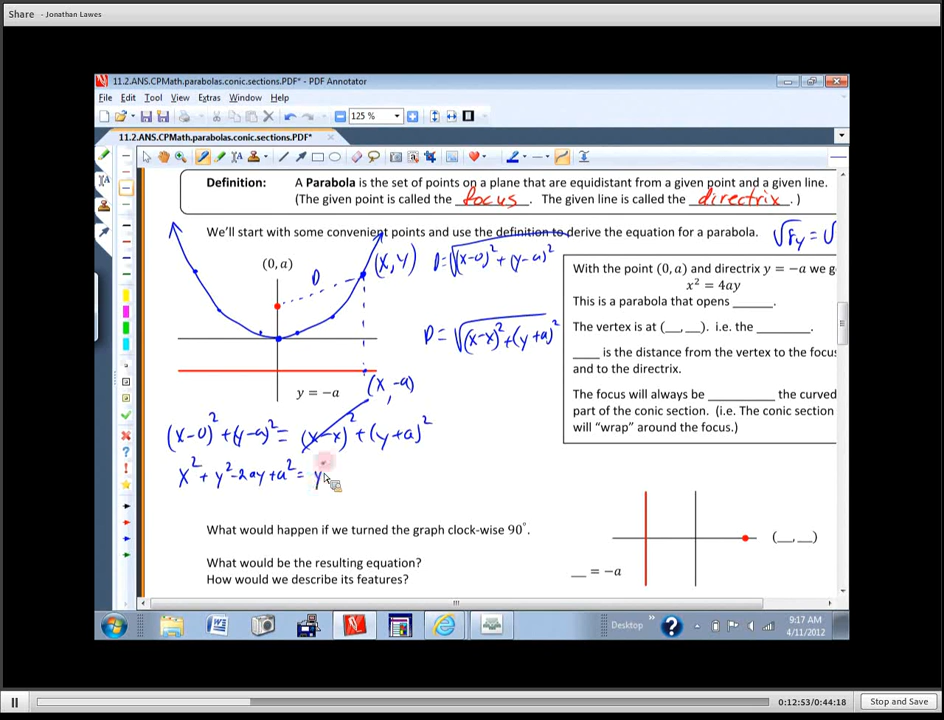 Share - Jonathan Lawes
11.2.ANS.CPMath.parabolas.conic.sections.PDF* - PDF Annotator
File Edit Tool View Extras Window Help
125 %
11.2.ANS.CPMath.parabolas.conic.sections.PDF*
Definition: A Parabola is the set of points on a plane that are equidistant from a given point and a given line.
(The given point is called the focus. The given line is called the directrix.)
We'll start with some convenient points and use the definition to derive the equation for a parabola.
√8y = √
(0, a)
D
(x, y) D = √(x-0)² + (y-a)²
D = √(x-x)² + (y+a)²
y = −a
(x, -a)
(x-0)² + (y-a)² = (x-x)² + (y+a)²
x² + y² - 2ay + a² = y
With the point (0, a) and directrix y = −a we g
x² = 4ay
This is a parabola that opens _____.
The vertex is at (__, __). i.e. the _______.
____ is the distance from the vertex to the focu
and to the directrix.
The focus will always be _________ the curved
part of the conic section. (i.e. The conic section
will "wrap" around the focus.)
What would happen if we turned the graph clock-wise 90°.
What would be the resulting equation?
How would we describe its features?
(__, __)
__ = −a
Desktop
9:17 AM
4/11/2012
0:12:53/0:44:18
Stop and Save